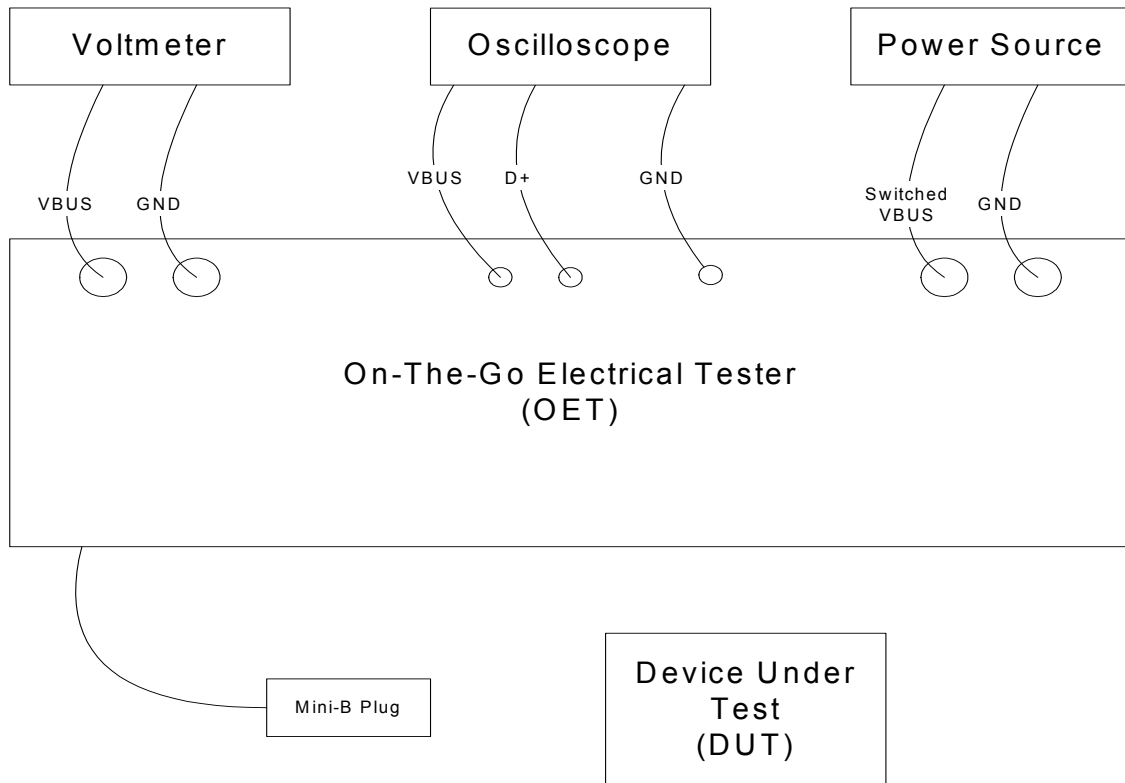 Voltmeter
Oscilloscope
Power Source
VBUS
GND
VBUS
D+
GND
Switched
VBUS
GND
On-The-Go Electrical Tester
(OET)
Mini-B Plug
Device Under
Test
(DUT)